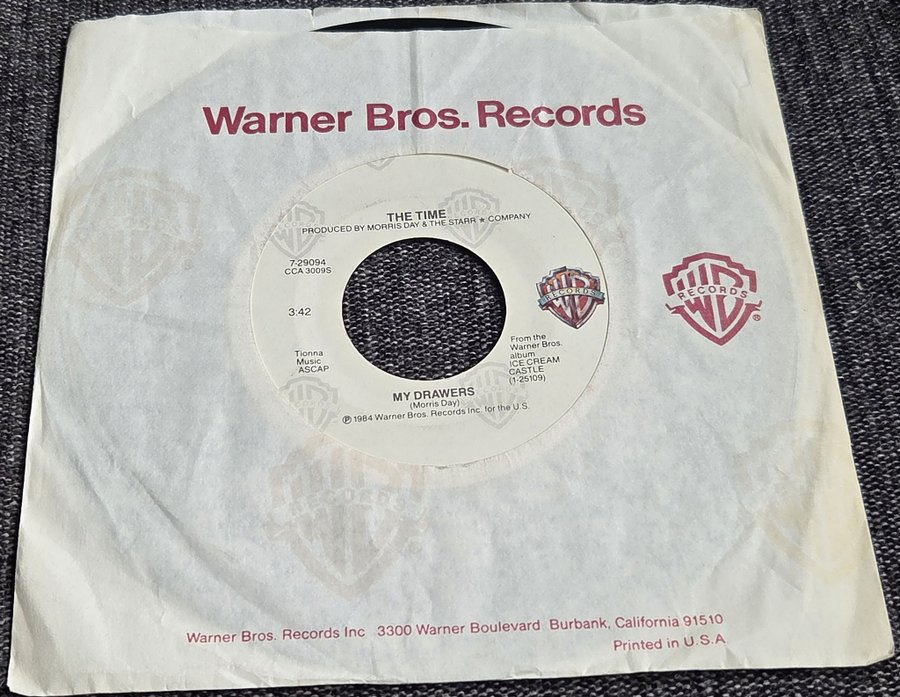 Warner Bros. Records
THE TIME
PRODUCED BY MORRIS DAY & THE STARR ★ COMPANY
7-29094
CCA 3009S
3:42
Tionna
Music
ASCAP
RECORDS
From the
Warner Bros.
album
ICE CREAM
CASTLE
(1-25109)
MY DRAWERS
(Morris Day)
℗ 1984 Warner Bros. Records Inc. for the U.S.
RECORDS
®
RECORDS
Warner Bros. Records Inc 3300 Warner Boulevard Burbank, California 91510
Printed in U.S.A.